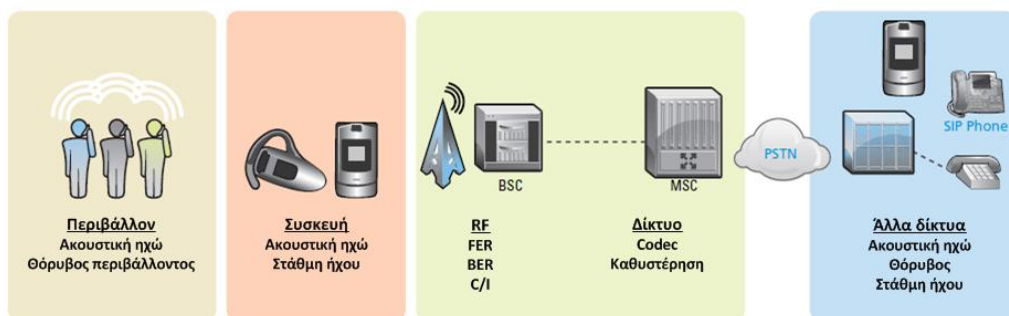 BSC
MSC
PSTN
SIP Phone
Περιβάλλον
Ακουστική ηχώ
Θόρυβος περιβάλλοντος
Συσκευή
Ακουστική ηχώ
Στάθμη ήχου
RF
FER
BER
C/I
Δίκτυο
Codec
Καθυστέρηση
Άλλα δίκτυα
Ακουστική ηχώ
Θόρυβος
Στάθμη ήχου